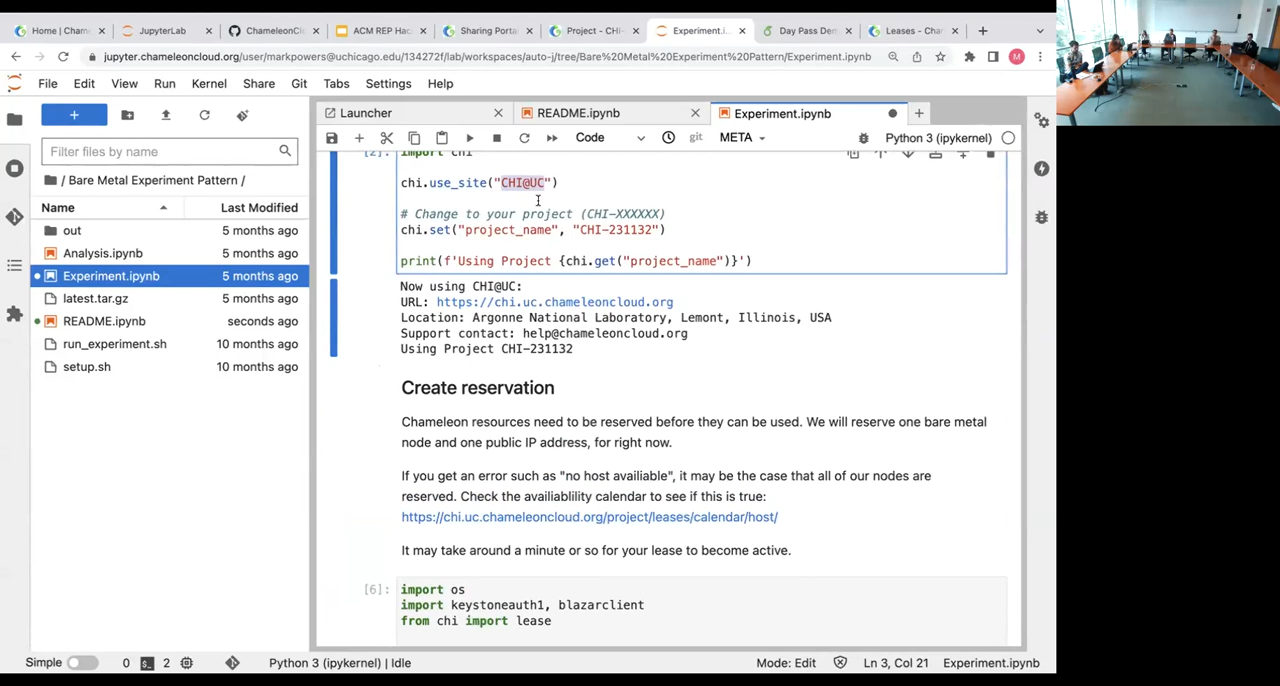 Home | Cham
JupyterLab
ChameleonCl
ACM REP Hac
Sharing Porta
Project - CHI-
Experiment.i
Day Pass Den
Leases - Cha
jupyter.chameleoncloud.org/user/markpowers@uchicago.edu/134272f/lab/workspaces/auto-j/tree/Bare%20Metal%20Experiment%20Pattern/Experiment.ipynb
M
File Edit View Run Kernel Share Git Tabs Settings Help
Filter files by name
/ Bare Metal Experiment Pattern /
Name Last Modified
out 5 months ago
Analysis.ipynb 5 months ago
Experiment.ipynb 5 months ago
latest.tar.gz 5 months ago
README.ipynb seconds ago
run_experiment.sh 10 months ago
setup.sh 10 months ago
Launcher
README.ipynb
Experiment.ipynb
Code
git
META
Python 3 (ipykernel)
[2]: import chi
chi.use_site("CHI@UC")
# Change to your project (CHI-XXXXXX)
chi.set("project_name", "CHI-231132")
print(f'Using Project {chi.get("project_name")}')
Now using CHI@UC:
URL: https://chi.uc.chameleoncloud.org
Location: Argonne National Laboratory, Lemont, Illinois, USA
Support contact: help@chameleoncloud.org
Using Project CHI-231132
Create reservation
Chameleon resources need to be reserved before they can be used. We will reserve one bare metal
node and one public IP address, for right now.
If you get an error such as "no host availiable", it may be the case that all of our nodes are
reserved. Check the availiablility calendar to see if this is true:
https://chi.uc.chameleoncloud.org/project/leases/calendar/host/
It may take around a minute or so for your lease to become active.
[6]: import os
import keystoneauth1, blazarclient
from chi import lease
Simple 0 2 Python 3 (ipykernel) | Idle Mode: Edit Ln 3, Col 21 Experiment.ipynb